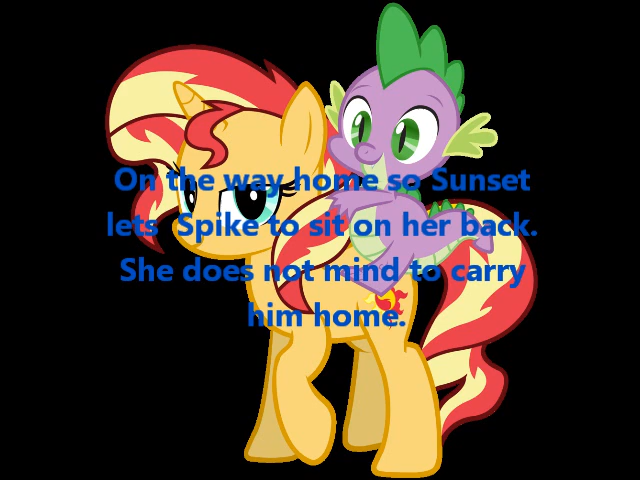 On the way home so Sunset
lets  Spike to sit on her back.
She does not mind to carry
him home.